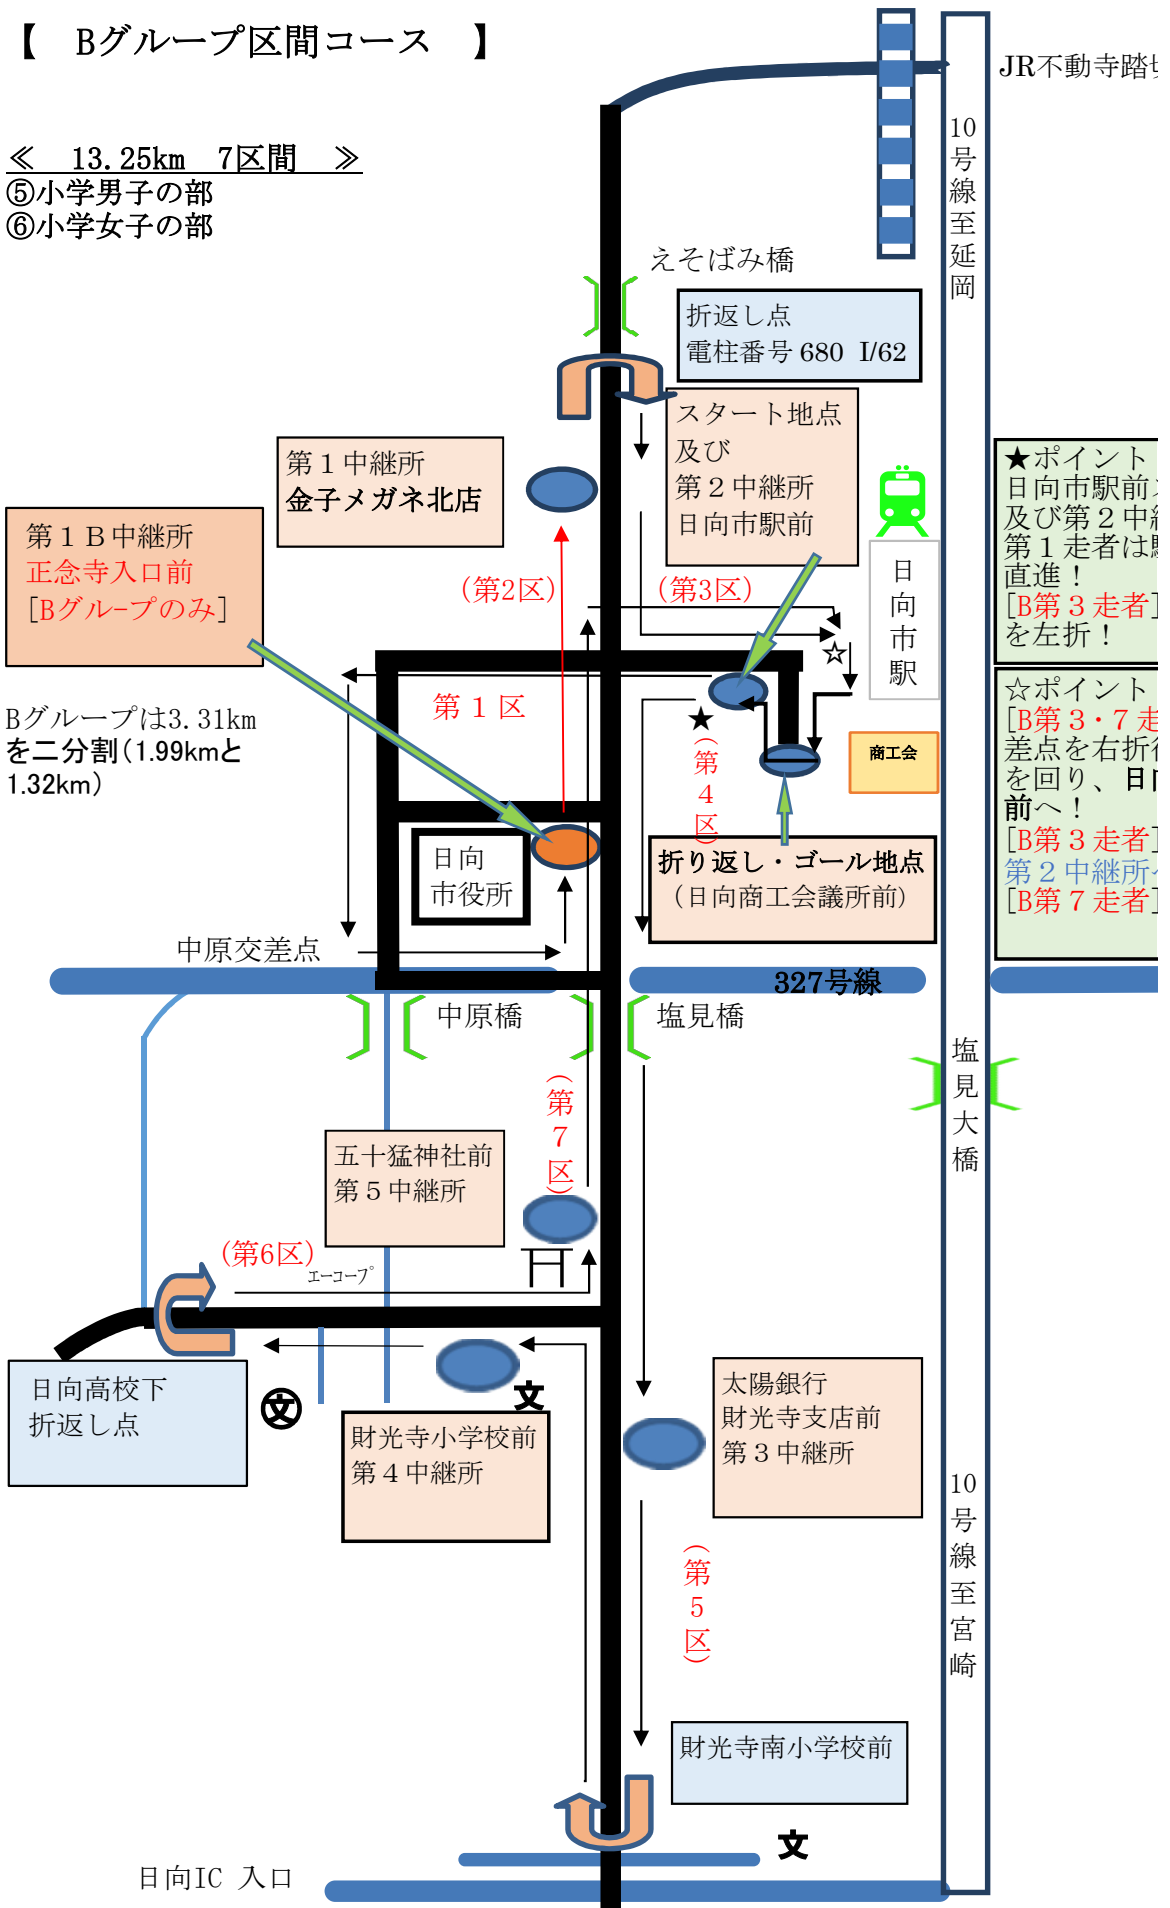 【　Bグループ区間コース　】
JR不動寺踏
≪　13.25km　7区間　≫
⑤小学男子の部
⑥小学女子の部
10号線至延岡
えそばみ橋
折返し点
電柱番号 680 I/62
スタート地点
及び
第２中継所
日向市駅前
第１中継所
金子メガネ北店
第１Ｂ中継所
正念寺入口前
[Bグループのみ]
(第2区)
(第3区)
☆
日向市駅
★ポイント
日向市駅前
及び第２中
第１走者は
直進！
[B第３走者]
を左折！
Bグループは3.31km
を二分割(1.99kmと
1.32km)
第１区
★
(第4区)
商工会
☆ポイント
[B第３・７走
差点を右折
を回り、日
前へ！
[B第３走者]
第２中継所
[B第７走者]
日向
市役所
折り返し・ゴール地点
（日向商工会議所前）
中原交差点
327号線
中原橋
塩見橋
塩見大橋
(第7区)
五十猛神社前
第５中継所
(第6区)
エーコープ
日向高校下
折返し点
文
文
財光寺小学校前
第４中継所
太陽銀行
財光寺支店前
第３中継所
10号線至宮崎
(第5区)
財光寺南小学校前
文
日向IC 入口